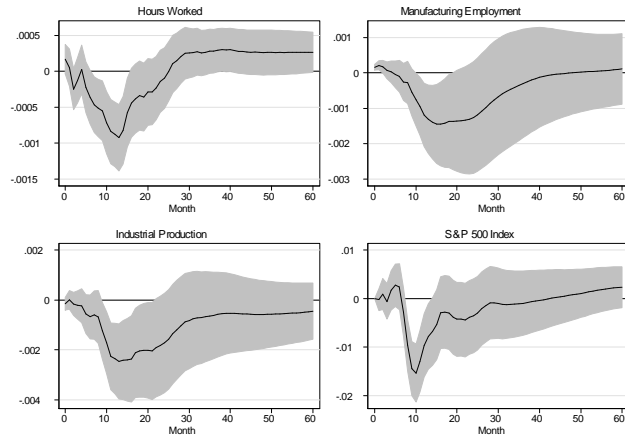 Hours Worked
.0005
0
-.0005
-.001
-.0015
0 10 20 30 40 50 60
Month
Manufacturing Employment
.001
0
-.001
-.002
-.003
0 10 20 30 40 50 60
Month
Industrial Production
.002
0
-.002
-.004
0 10 20 30 40 50 60
Month
S&P 500 Index
.01
0
-.01
-.02
0 10 20 30 40 50 60
Month